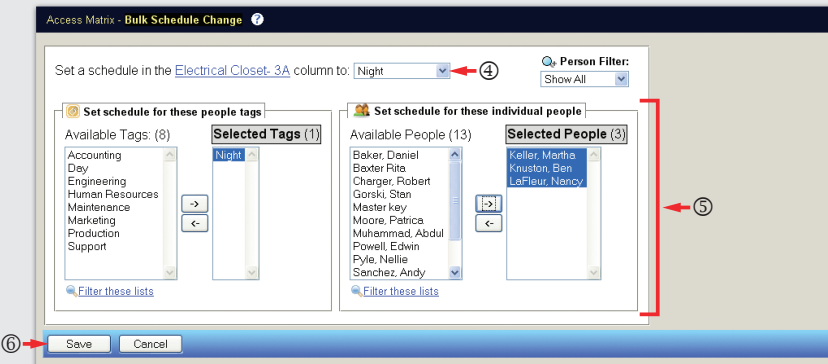 Access Matrix - Bulk Schedule Change ?
Set a schedule in the Electrical Closet- 3A column to: Night ④
Person Filter:
Show All
Set schedule for these people tags
Available Tags: (8)
Accounting
Day
Engineering
Human Resources
Maintenance
Marketing
Production
Support
Selected Tags (1)
Night
->
<-
Filter these lists
Set schedule for these individual people
Available People (13)
Baker, Daniel
Baxter Rita
Charger, Robert
Gorski, Stan
Master key
Moore, Patrica
Muhammad, Abdul
Powell, Edwin
Pyle, Nellie
Sanchez, Andy
Selected People (3)
Keller, Martha
Knuston, Ben
LaFleur, Nancy
->
<-
Filter these lists
⑤
⑥ Save Cancel